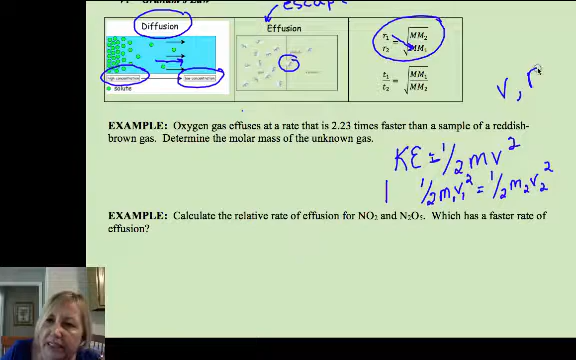 Graham's Law
escape
Diffusion
high concentration
low concentration
solute
Effusion
r₁/r₂ = √(MM₂/MM₁)
t₁/t₂ = √(MM₁/MM₂)
v, r
EXAMPLE: Oxygen gas effuses at a rate that is 2.23 times faster than a sample of a reddish-
brown gas. Determine the molar mass of the unknown gas.
KE = 1/2 mv²
1/2 m₁v₁² = 1/2 m₂v₂²
EXAMPLE: Calculate the relative rate of effusion for NO₂ and N₂O₅. Which has a faster rate of
effusion?